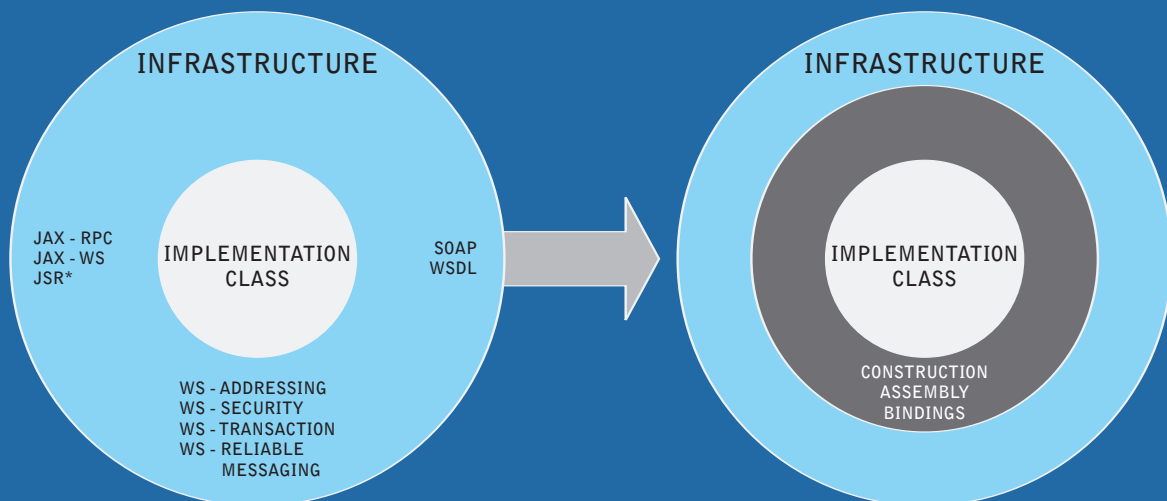 INFRASTRUCTURE
JAX - RPC
JAX - WS
JSR*
IMPLEMENTATION
CLASS
SOAP
WSDL
WS - ADDRESSING
WS - SECURITY
WS - TRANSACTION
WS - RELIABLE
MESSAGING
INFRASTRUCTURE
IMPLEMENTATION
CLASS
CONSTRUCTION
ASSEMBLY
BINDINGS